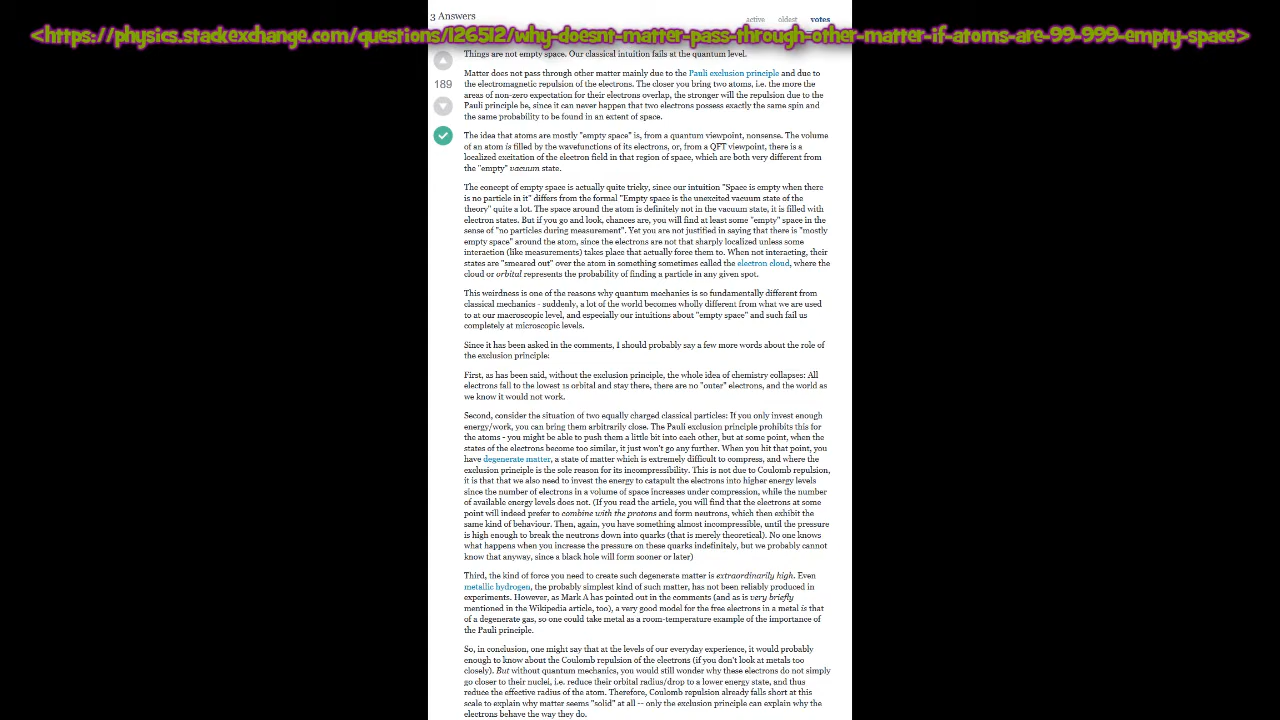 3 Answers
active oldest votes
<https://physics.stackexchange.com/questions/126512/why-doesnt-matter-pass-through-other-matter-if-atoms-are-99-999-empty-space>
Things are not empty space. Our classical intuition fails at the quantum level.
Matter does not pass through other matter mainly due to the Pauli exclusion principle and due to
the electromagnetic repulsion of the electrons. The closer you bring two atoms, i.e. the more the
189
areas of non-zero expectation for their electrons overlap, the stronger will the repulsion due to the
Pauli principle be, since it can never happen that two electrons possess exactly the same spin and
the same probability to be found in an extent of space.
The idea that atoms are mostly "empty space" is, from a quantum viewpoint, nonsense. The volume
of an atom is filled by the wavefunctions of its electrons, or, from a QFT viewpoint, there is a
localized excitation of the electron field in that region of space, which are both very different from
the "empty" vacuum state.
The concept of empty space is actually quite tricky, since our intuition "Space is empty when there
is no particle in it" differs from the formal "Empty space is the unexcited vacuum state of the
theory" quite a lot. The space around the atom is definitely not in the vacuum state, it is filled with
electron states. But if you go and look, chances are, you will find at least some "empty" space in the
sense of "no particles during measurement". Yet you are not justified in saying that there is "mostly
empty space" around the atom, since the electrons are not that sharply localized unless some
interaction (like measurements) takes place that actually force them to. When not interacting, their
states are "smeared out" over the atom in something sometimes called the electron cloud, where the
cloud or orbital represents the probability of finding a particle in any given spot.
This weirdness is one of the reasons why quantum mechanics is so fundamentally different from
classical mechanics - suddenly, a lot of the world becomes wholly different from what we are used
to at our macroscopic level, and especially our intuitions about "empty space" and such fail us
completely at microscopic levels.
Since it has been asked in the comments, I should probably say a few more words about the role of
the exclusion principle:
First, as has been said, without the exclusion principle, the whole idea of chemistry collapses: All
electrons fall to the lowest 1s orbital and stay there, there are no "outer" electrons, and the world as
we know it would not work.
Second, consider the situation of two equally charged classical particles: If you only invest enough
energy/work, you can bring them arbitrarily close. The Pauli exclusion principle prohibits this for
the atoms - you might be able to push them a little bit into each other, but at some point, when the
states of the electrons become too similar, it just won't go any further. When you hit that point, you
have degenerate matter, a state of matter which is extremely difficult to compress, and where the
exclusion principle is the sole reason for its incompressibility. This is not due to Coulomb repulsion,
it is that we also need to invest the energy to catapult the electrons into higher energy levels
since the number of electrons in a volume of space increases under compression, while the number
of available energy levels does not. (If you read the article, you will find that the electrons at some
point will indeed prefer to combine with the protons and form neutrons, which then exhibit the
same kind of behaviour. Then, again, you have something almost incompressible, until the pressure
is high enough to break the neutrons down into quarks (that is merely theoretical). No one knows
what happens when you increase the pressure on these quarks indefinitely, but we probably cannot
know that anyway, since a black hole will form sooner or later)
Third, the kind of force you need to create such degenerate matter is extraordinarily high. Even
metallic hydrogen, the probably simplest kind of such matter, has not been reliably produced in
experiments. However, as Mark A has pointed out in the comments (and as is very briefly
mentioned in the Wikipedia article, too), a very good model for the free electrons in a metal is that
of a degenerate gas, so one could take metal as a room-temperature example of the importance of
the Pauli principle.
So, in conclusion, one might say that at the levels of our everyday experience, it would probably
enough to know about the Coulomb repulsion of the electrons (if you don't look at metals too
closely). But without quantum mechanics, you would still wonder why these electrons do not simply
go closer to their nuclei, i.e. reduce their orbital radius/drop to a lower energy state, and thus
reduce the effective radius of the atom. Therefore, Coulomb repulsion already falls short at this
scale to explain why matter seems "solid" at all -- only the exclusion principle can explain why the
electrons behave the way they do.